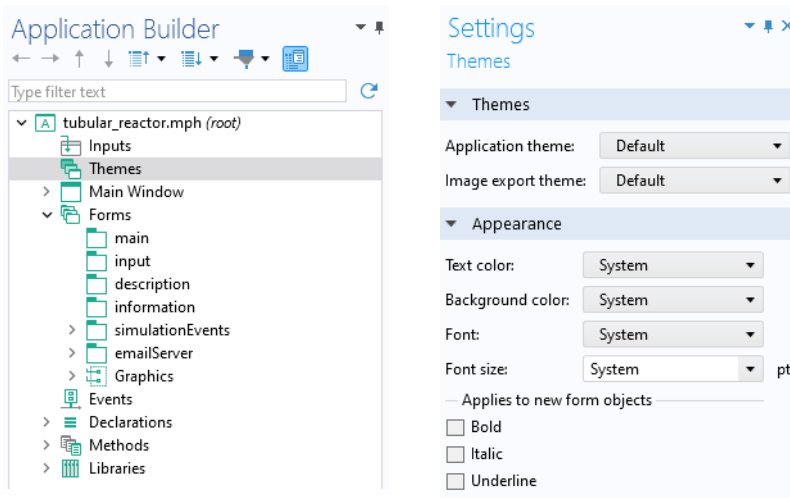 Application Builder
Type filter text
tubular_reactor.mph (root)
Inputs
Themes
Main Window
Forms
main
input
description
information
simulationEvents
emailServer
Graphics
Events
Declarations
Methods
Libraries
Settings
Themes
Themes
Application theme: Default
Image export theme: Default
Appearance
Text color: System
Background color: System
Font: System
Font size: System pt
Applies to new form objects
Bold
Italic
Underline